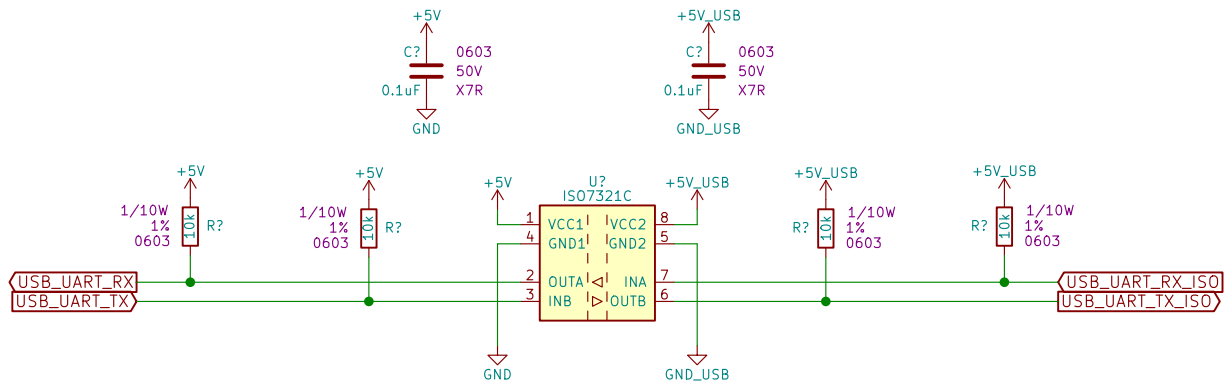 +5V
C?
0603
50V
0.1uF
X7R
GND
+5V_USB
C?
0603
50V
0.1uF
X7R
GND_USB
+5V
1/10W
1%
0603
10k
R?
+5V
1/10W
1%
0603
10k
R?
+5V
U?
ISO7321C
+5V_USB
1
VCC1
VCC2
8
4
GND1
GND2
5
2
OUTA
INA
7
3
INB
OUTB
6
GND
GND_USB
+5V_USB
R?
10k
1/10W
1%
0603
+5V_USB
R?
10k
1/10W
1%
0603
USB_UART_RX
USB_UART_TX
USB_UART_RX_ISO
USB_UART_TX_ISO